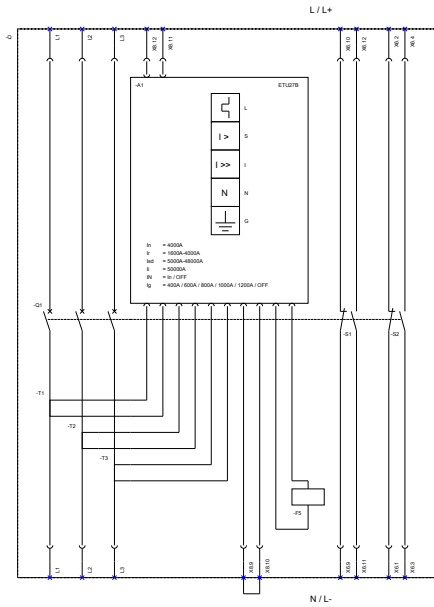 L / L+
-Q
L1
L2
L3
X8.12
X8.11
X6.10
X6.12
X6.2
X6.4
-A1
ETU27B
L
I >
S
I >>
I
N
N
G
In = 4000A
Ir = 1600A-4000A
Isd = 5000A-48000A
Ii = 50000A
IN = In / OFF
Ig = 400A / 600A / 800A / 1000A / 1200A / OFF
-Q1
-S1
-S2
-T1
-T2
-T3
-F5
L1
L2
L3
X8.9
X8.10
X6.9
X6.11
X6.1
X6.3
N / L-